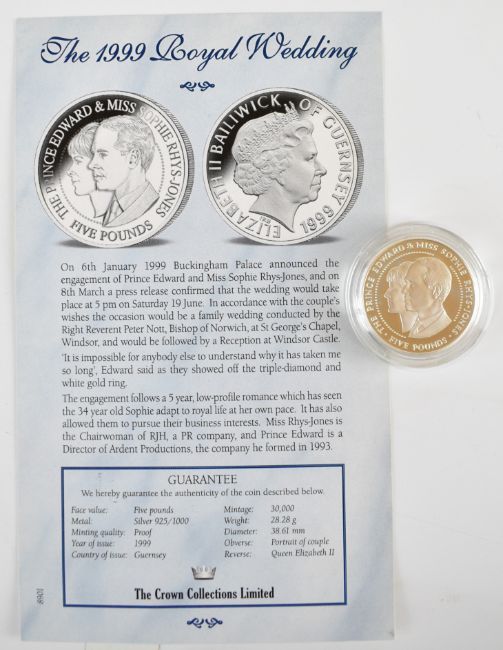 The 1999 Royal Wedding
THE PRINCE EDWARD & MISS SOPHIE RHYS-JONES
FIVE POUNDS
ELIZABETH II BAILIWICK OF GUERNSEY 1999
On 6th January 1999 Buckingham Palace announced the
engagement of Prince Edward and Miss Sophie Rhys-Jones, and on
8th March a press release confirmed that the wedding would take
place at 5 pm on Saturday 19 June. In accordance with the couple's
wishes the occasion would be a family wedding conducted by the
Right Reverent Peter Nott, Bishop of Norwich, at St George's Chapel,
Windsor, and would be followed by a Reception at Windsor Castle.
'It is impossible for anybody else to understand why it has taken me
so long', Edward said as they showed off the triple-diamond and
white gold ring.
The engagement follows a 5 year, low-profile romance which has seen
the 34 year old Sophie adapt to royal life at her own pace. It has also
allowed them to pursue their business interests. Miss Rhys-Jones is
the Chairwoman of RJH, a PR company, and Prince Edward is a
Director of Ardent Productions, the company he formed in 1993.
GUARANTEE
We hereby guarantee the authenticity of the coin described below.
Face value: Five pounds Mintage: 30,000
Metal: Silver 925/1000 Weight: 28.28 g
Minting quality: Proof Diameter: 38.61 mm
Year of issue: 1999 Obverse: Portrait of couple
Country of issue: Guernsey Reverse: Queen Elizabeth II
The Crown Collections Limited
THE PRINCE EDWARD & MISS SOPHIE RHYS-JONES
FIVE POUNDS